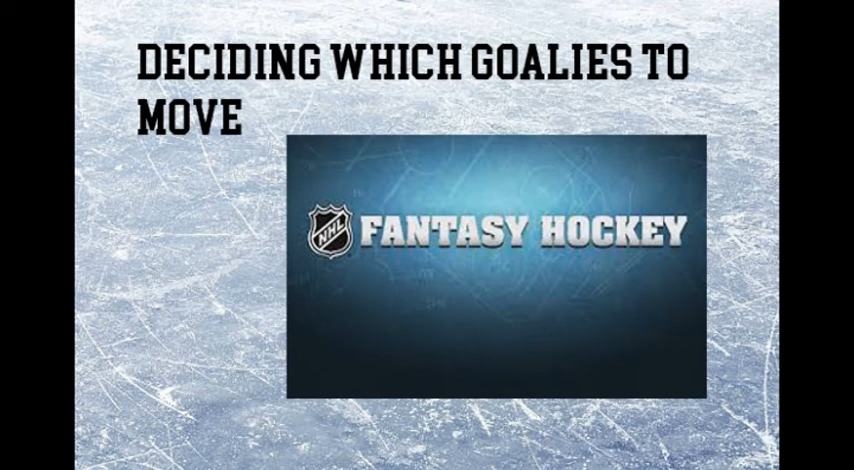 DECIDING WHICH GOALIES TO
MOVE
NHL FANTASY HOCKEY